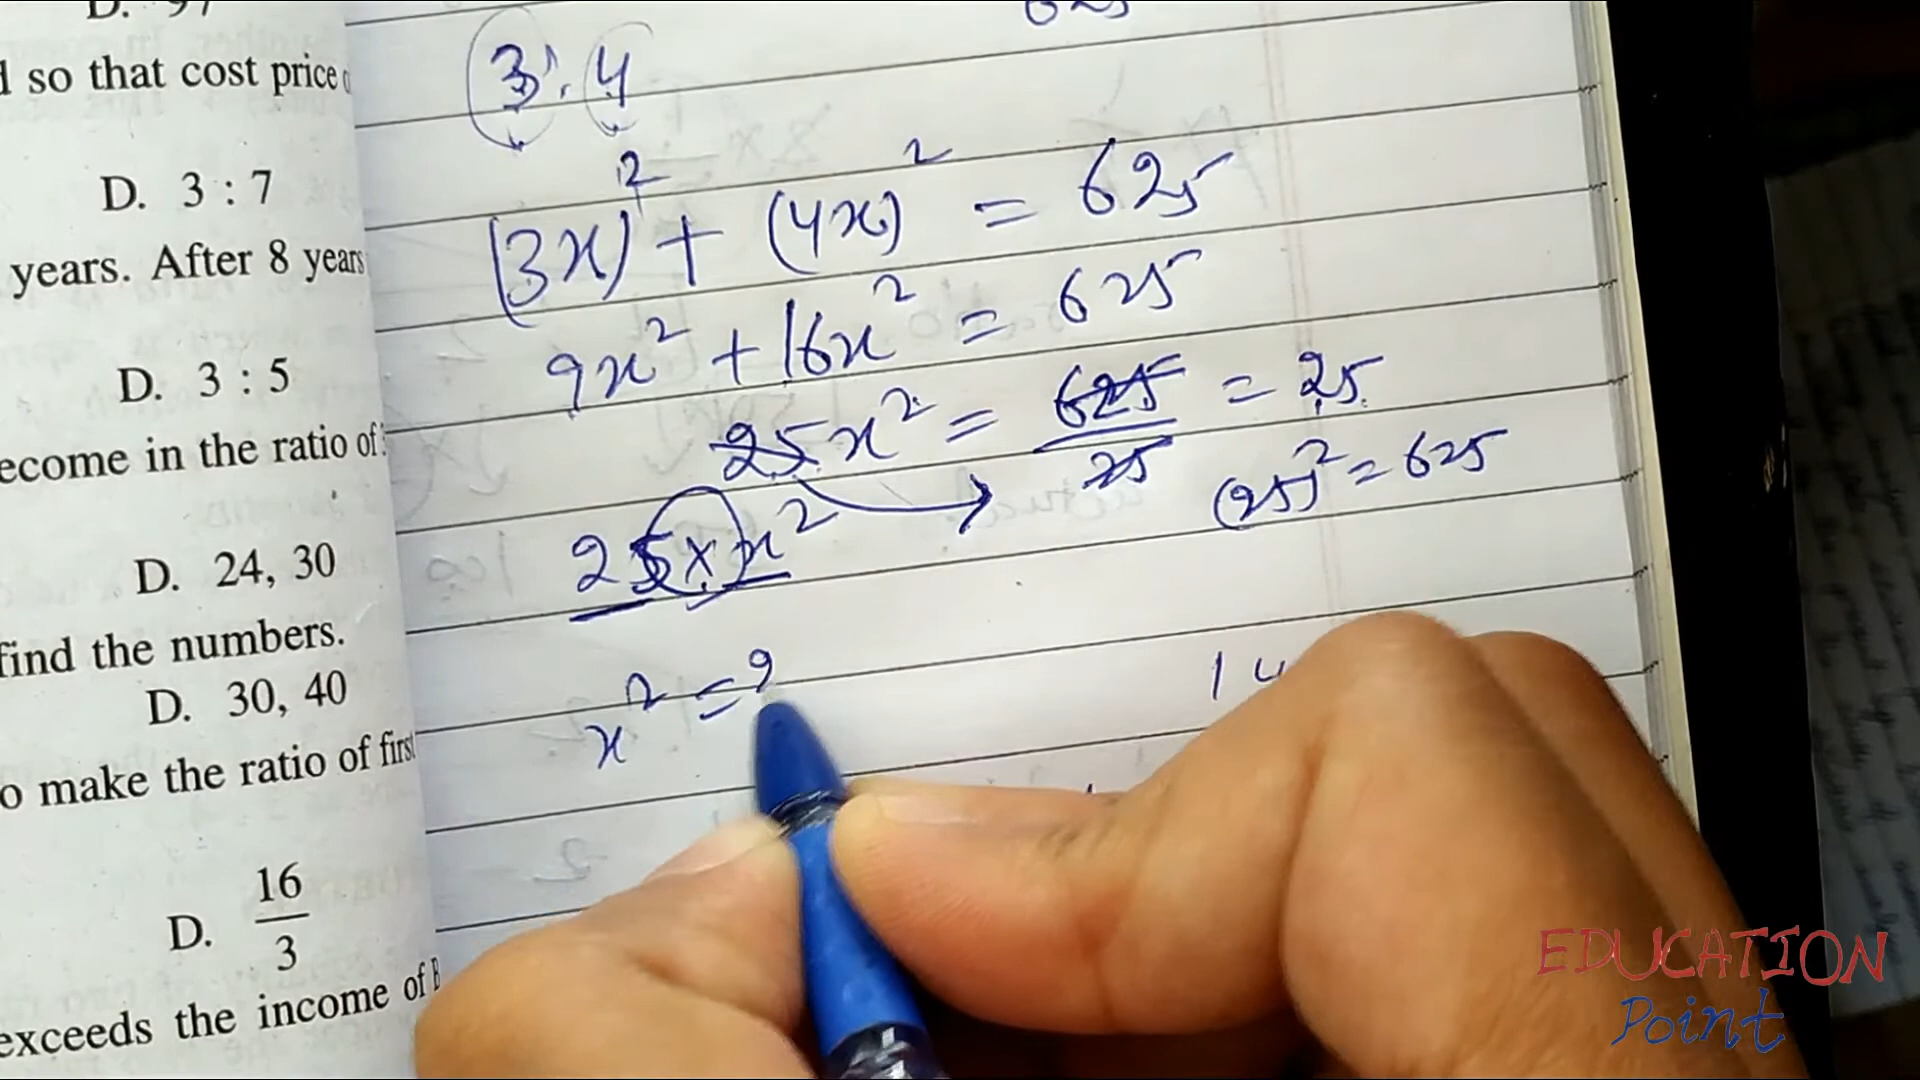 D. 97
so that cost price
D. 3 : 7
years. After 8 years
D. 3 : 5
ecome in the ratio of
D. 24, 30
find the numbers.
D. 30, 40
o make the ratio of first
D. 16/3
exceeds the income of B
625
3 : 4
(3x)² + (4x)² = 625
9x² + 16x² = 625
25x² = 625/25 = 25
(25)² = 625
25 × x²
x² = 2
14
EDUCATION
Point